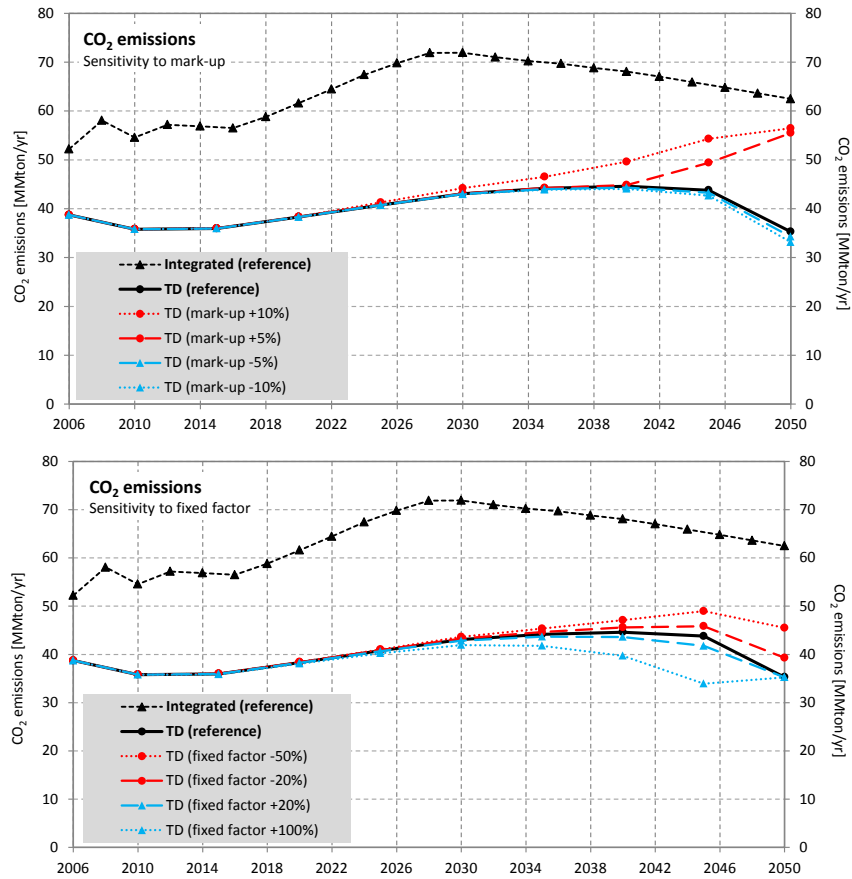 80
70
60
50
40
30
20
10
0
80
70
60
50
40
30
20
10
0
CO₂ emissions
Sensitivity to mark-up
CO₂ emissions [MMton/yr]
CO₂ emissions [MMton/yr]
Integrated (reference)
TD (reference)
TD (mark-up +10%)
TD (mark-up +5%)
TD (mark-up -5%)
TD (mark-up -10%)
2006 2010 2014 2018 2022 2026 2030 2034 2038 2042 2046 2050
80
70
60
50
40
30
20
10
0
80
70
60
50
40
30
20
10
0
CO₂ emissions
Sensitivity to fixed factor
CO₂ emissions [MMton/yr]
CO₂ emissions [MMton/yr]
Integrated (reference)
TD (reference)
TD (fixed factor -50%)
TD (fixed factor -20%)
TD (fixed factor +20%)
TD (fixed factor +100%)
2006 2010 2014 2018 2022 2026 2030 2034 2038 2042 2046 2050